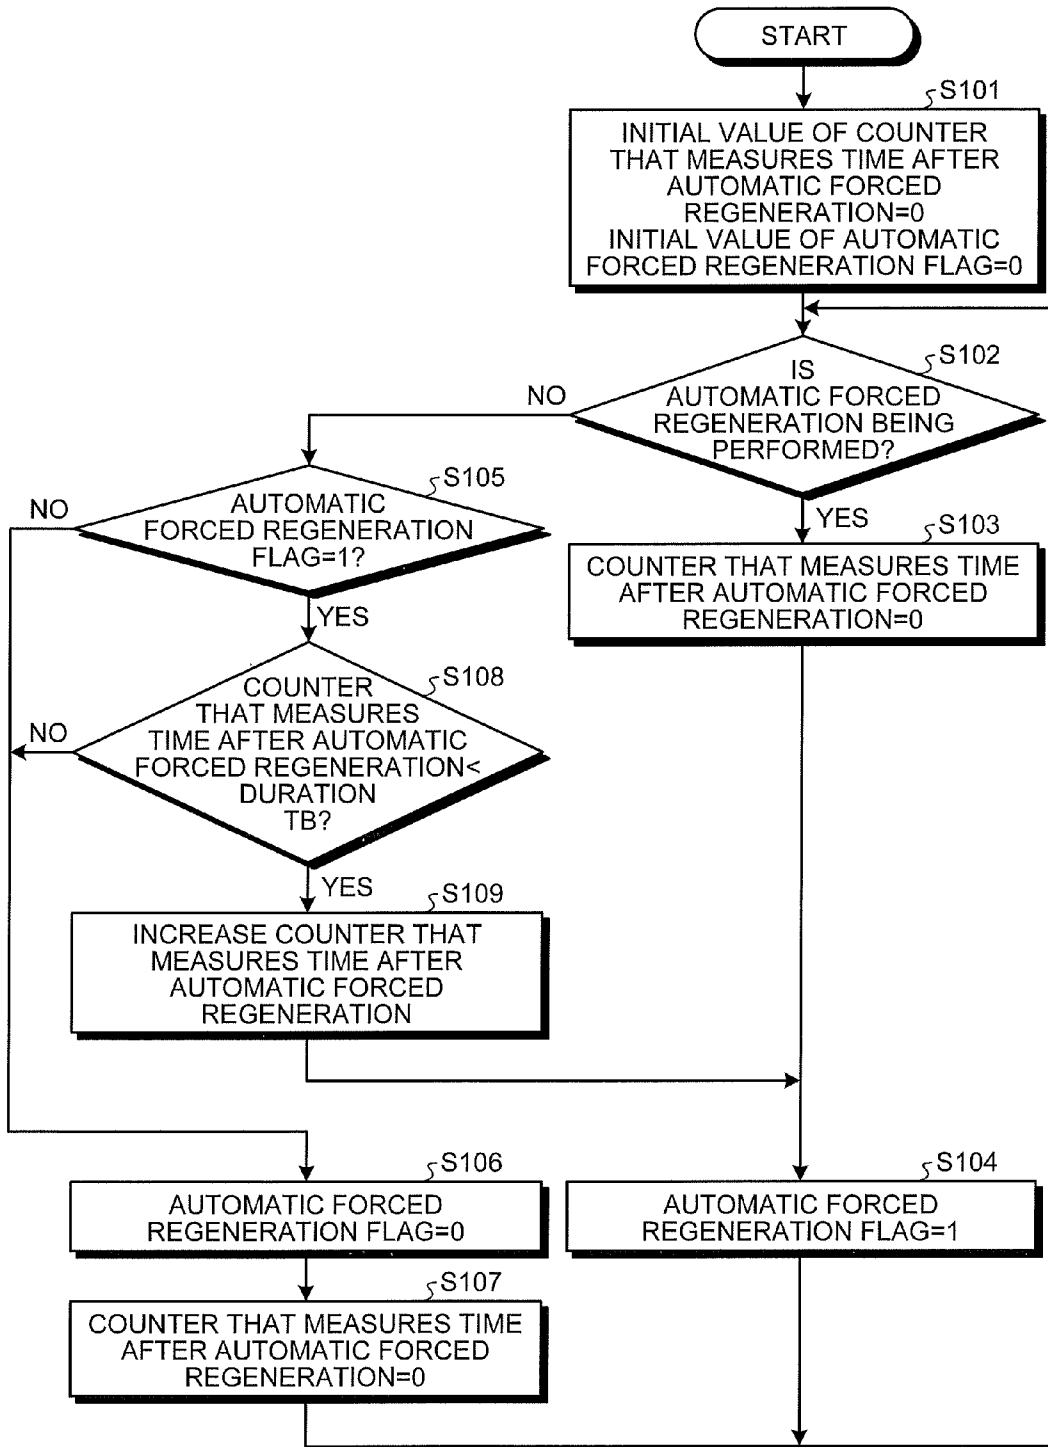 START
S101
INITIAL VALUE OF COUNTER
THAT MEASURES TIME AFTER
AUTOMATIC FORCED
REGENERATION=0
INITIAL VALUE OF AUTOMATIC
FORCED REGENERATION FLAG=0
S102
IS
AUTOMATIC FORCED
REGENERATION BEING
PERFORMED?
NO
YES
S105
AUTOMATIC
FORCED REGENERATION
FLAG=1?
NO
YES
S103
COUNTER THAT MEASURES TIME
AFTER AUTOMATIC FORCED
REGENERATION=0
S108
COUNTER
THAT MEASURES
TIME AFTER AUTOMATIC
FORCED REGENERATION<
DURATION
TB?
NO
YES
S109
INCREASE COUNTER THAT
MEASURES TIME AFTER
AUTOMATIC FORCED
REGENERATION
S106
AUTOMATIC FORCED
REGENERATION FLAG=0
S104
AUTOMATIC FORCED
REGENERATION FLAG=1
S107
COUNTER THAT MEASURES TIME
AFTER AUTOMATIC FORCED
REGENERATION=0